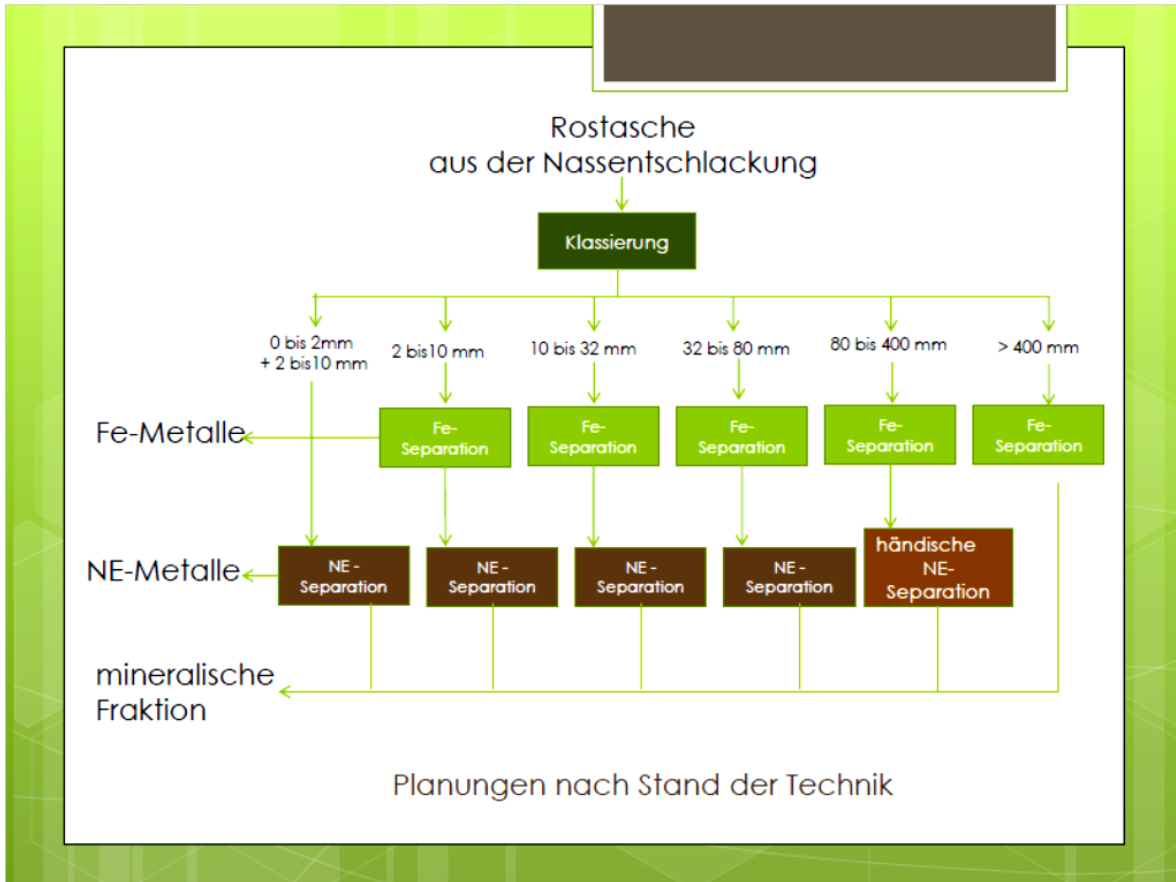 Rostasche
aus der Nassentschlackung
Klassierung
0 bis 2mm
+ 2 bis10 mm
2 bis10 mm
10 bis 32 mm
32 bis 80 mm
80 bis 400 mm
> 400 mm
Fe-Metalle
Fe-
Separation
Fe-
Separation
Fe-
Separation
Fe-
Separation
Fe-
Separation
NE-Metalle
NE -
Separation
NE -
Separation
NE -
Separation
NE -
Separation
händische
NE-
Separation
mineralische
Fraktion
Planungen nach Stand der Technik